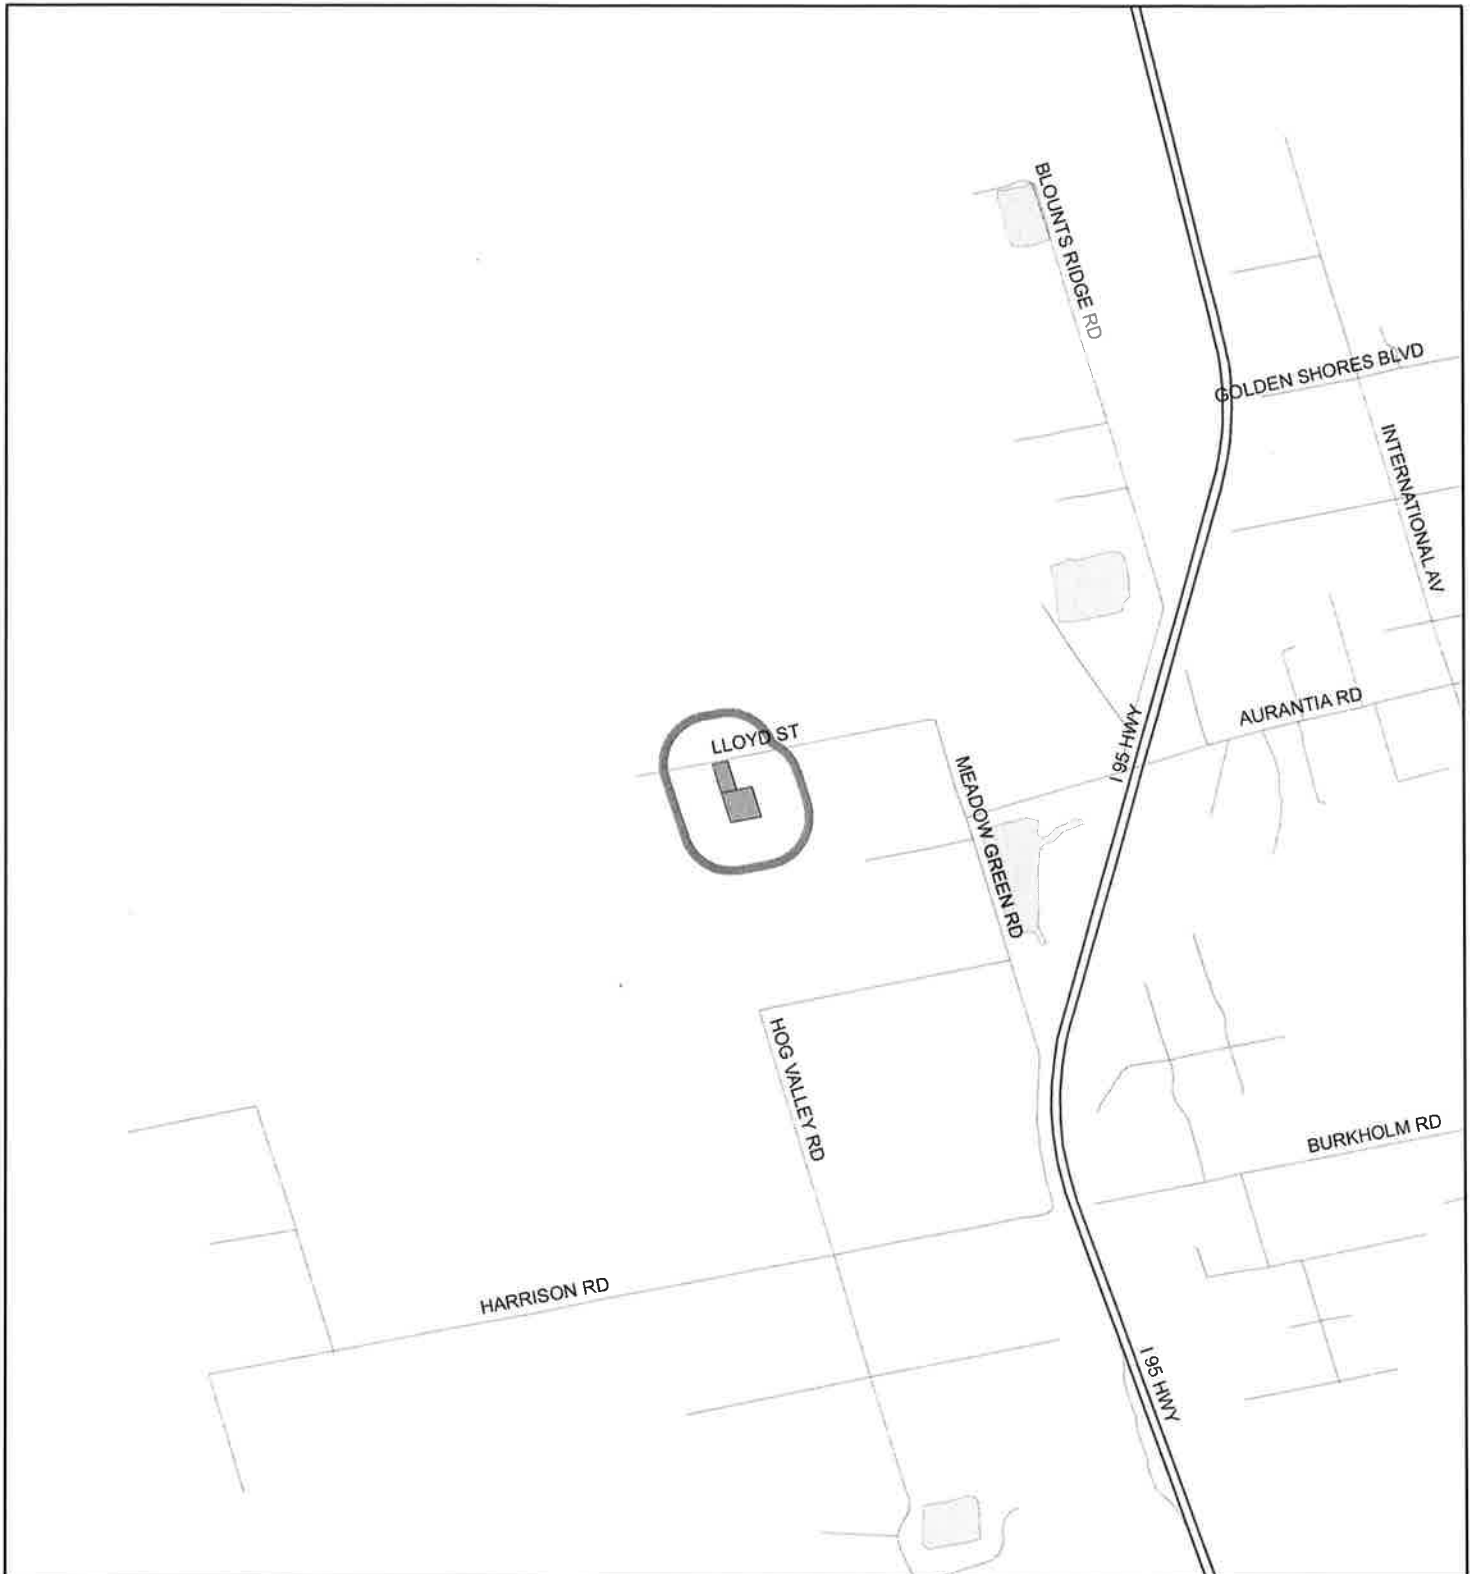 BLOUNTS RIDGE RD
GOLDEN SHORES BLVD
INTERNATIONAL AV
AURANTIA RD
I 95 HWY
LLOYD ST
MEADOW GREEN RD
HOG VALLEY RD
BURKHOLM RD
HARRISON RD
I 95 HWY